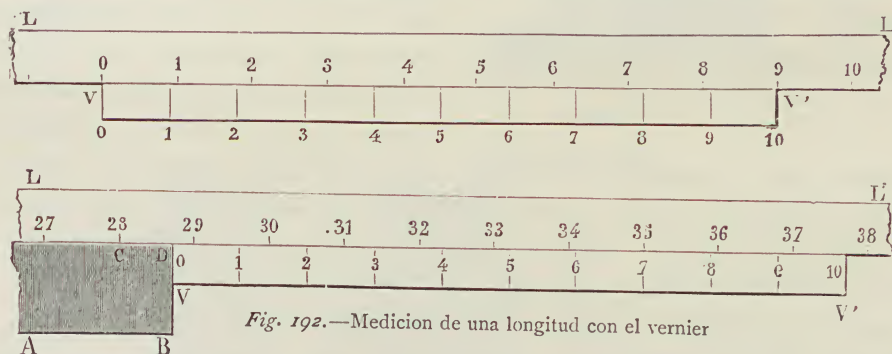 L L
0 1 2 3 4 5 6 7 8 9 10
V V'
0 1 2 3 4 5 6 7 8 9 10
L L'
27 28 29 30 .31 32 33 34 35 36 37 38
C D 0 1 2 3 4 5 6 7 8 9 10
V V'
Fig. 192.—Medicion de una longitud con el vernier
A B